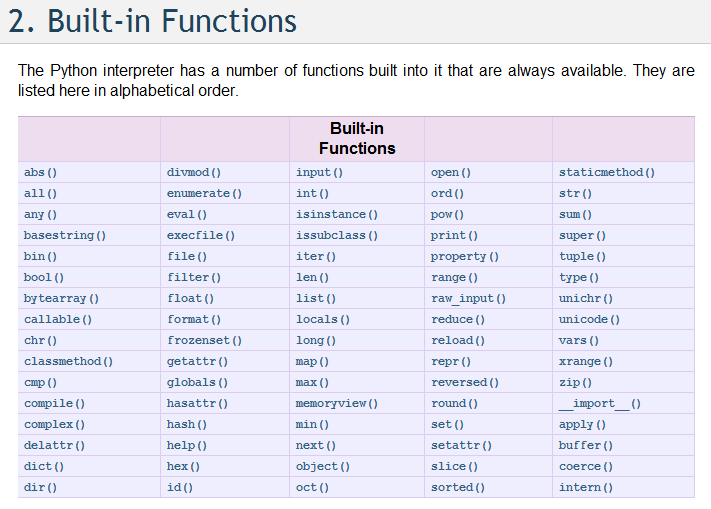 2. Built-in Functions
The Python interpreter has a number of functions built into it that are always available. They are
listed here in alphabetical order.
Built-in
Functions
abs() divmod() input() open() staticmethod()
all() enumerate() int() ord() str()
any() eval() isinstance() pow() sum()
basestring() execfile() issubclass() print() super()
bin() file() iter() property() tuple()
bool() filter() len() range() type()
bytearray() float() list() raw_input() unichr()
callable() format() locals() reduce() unicode()
chr() frozenset() long() reload() vars()
classmethod() getattr() map() repr() xrange()
cmp() globals() max() reversed() zip()
compile() hasattr() memoryview() round() __import__()
complex() hash() min() set() apply()
delattr() help() next() setattr() buffer()
dict() hex() object() slice() coerce()
dir() id() oct() sorted() intern()